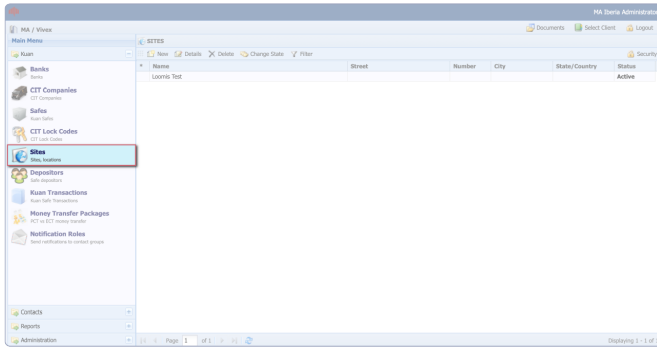 MA Iberia Administrator
MA / Vivex
Documents Select Client Logout
Main Menu
SITES
Kuan
New Details Delete Change State Filter Security
Name Street Number City State/Country Status
Loomis Test Active
Banks
Banks
CIT Companies
CIT Companies
Safes
Kuan Safes
CIT Lock Codes
CIT Lock Codes
Sites
Sites, locations
Depositors
Safe depositors
Kuan Transactions
Kuan Safe Transactions
Money Transfer Packages
PCT vs ECT money transfer
Notification Roles
Send notifications to contact groups
Contacts
Reports
Administration
Page 1 of 1
Displaying 1 - 1 of 1